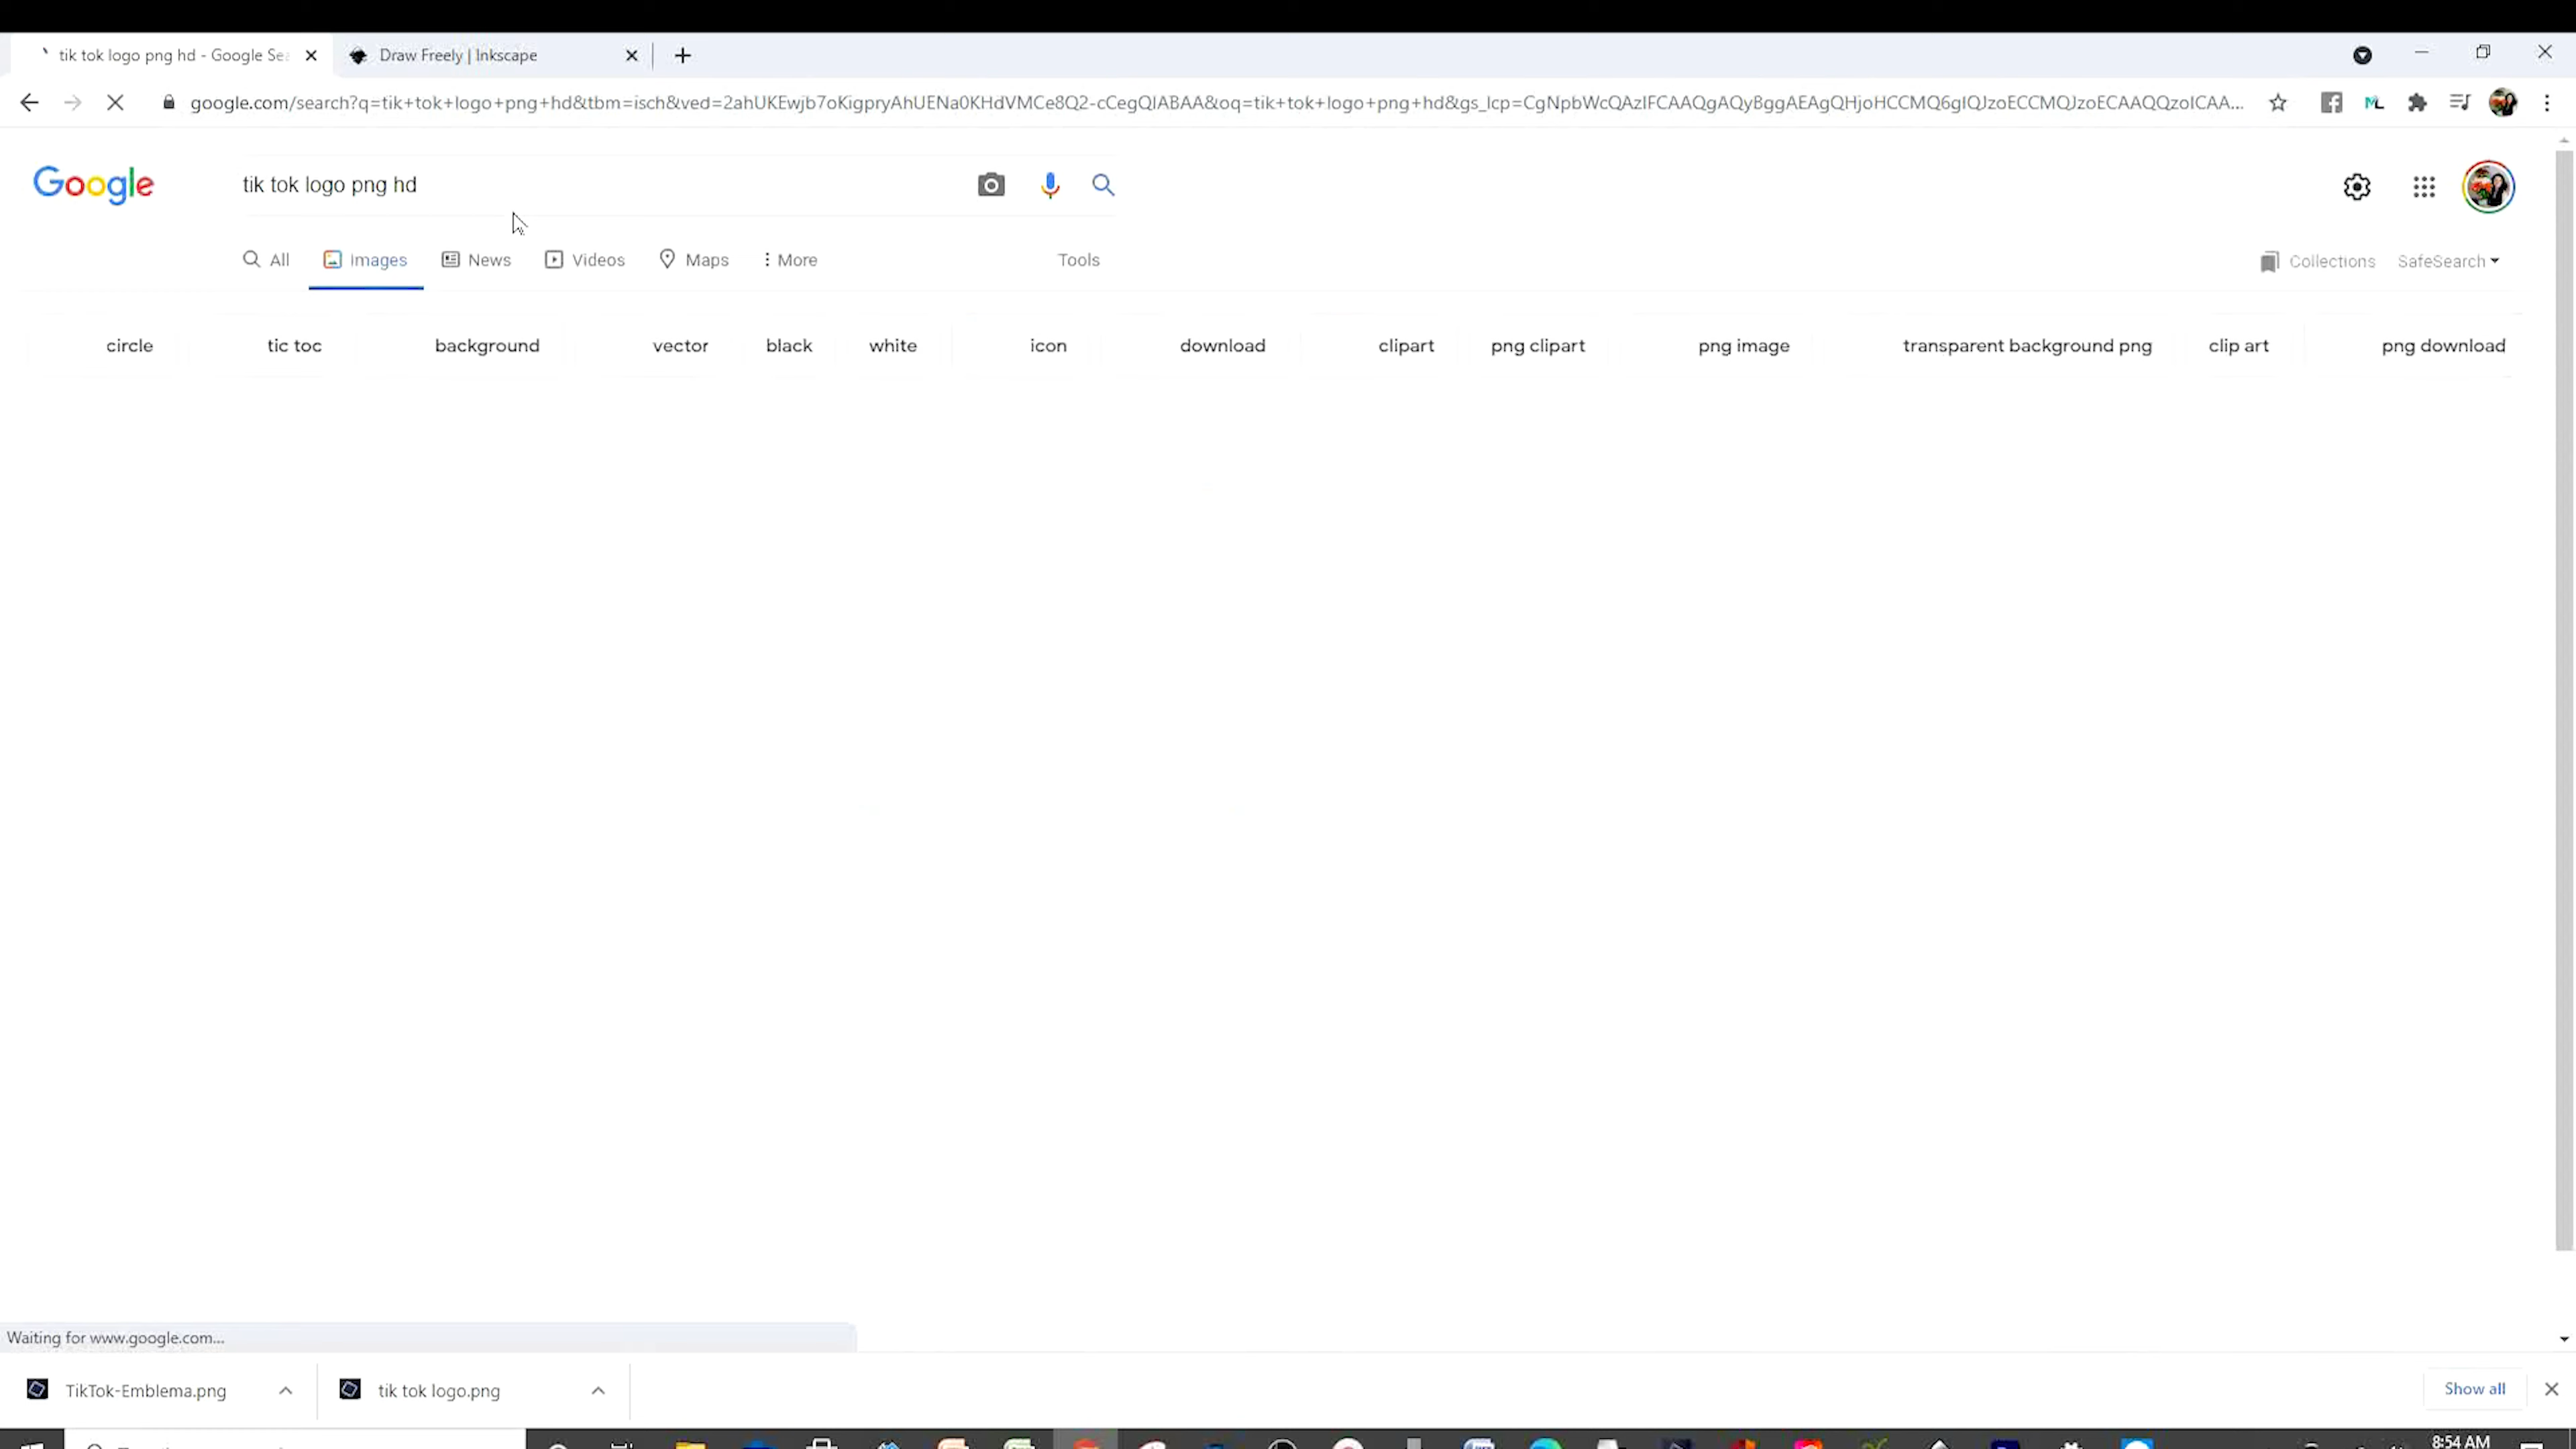 tik tok logo png hd - Google Sea
Draw Freely | Inkscape
google.com/search?q=tik+tok+logo+png+hd&tbm=isch&ved=2ahUKEwjb7oKigpryAhUENa0KHdVMCe8Q2-cCegQIABAA&oq=tik+tok+logo+png+hd&gs_lcp=CgNpbWcQAzIFCAAQgAQyBggAEAgQHjoHCCMQ6gIQJzoECCMQJzoECAAQQzoICAA...
ML
Google
tik tok logo png hd
All Images News Videos Maps More Tools Collections SafeSearch
circle tic toc background vector black white icon download clipart png clipart png image transparent background png clip art png download
Waiting for www.google.com...
TikTok-Emblema.png
tik tok logo.png
Show all
8:54 AM